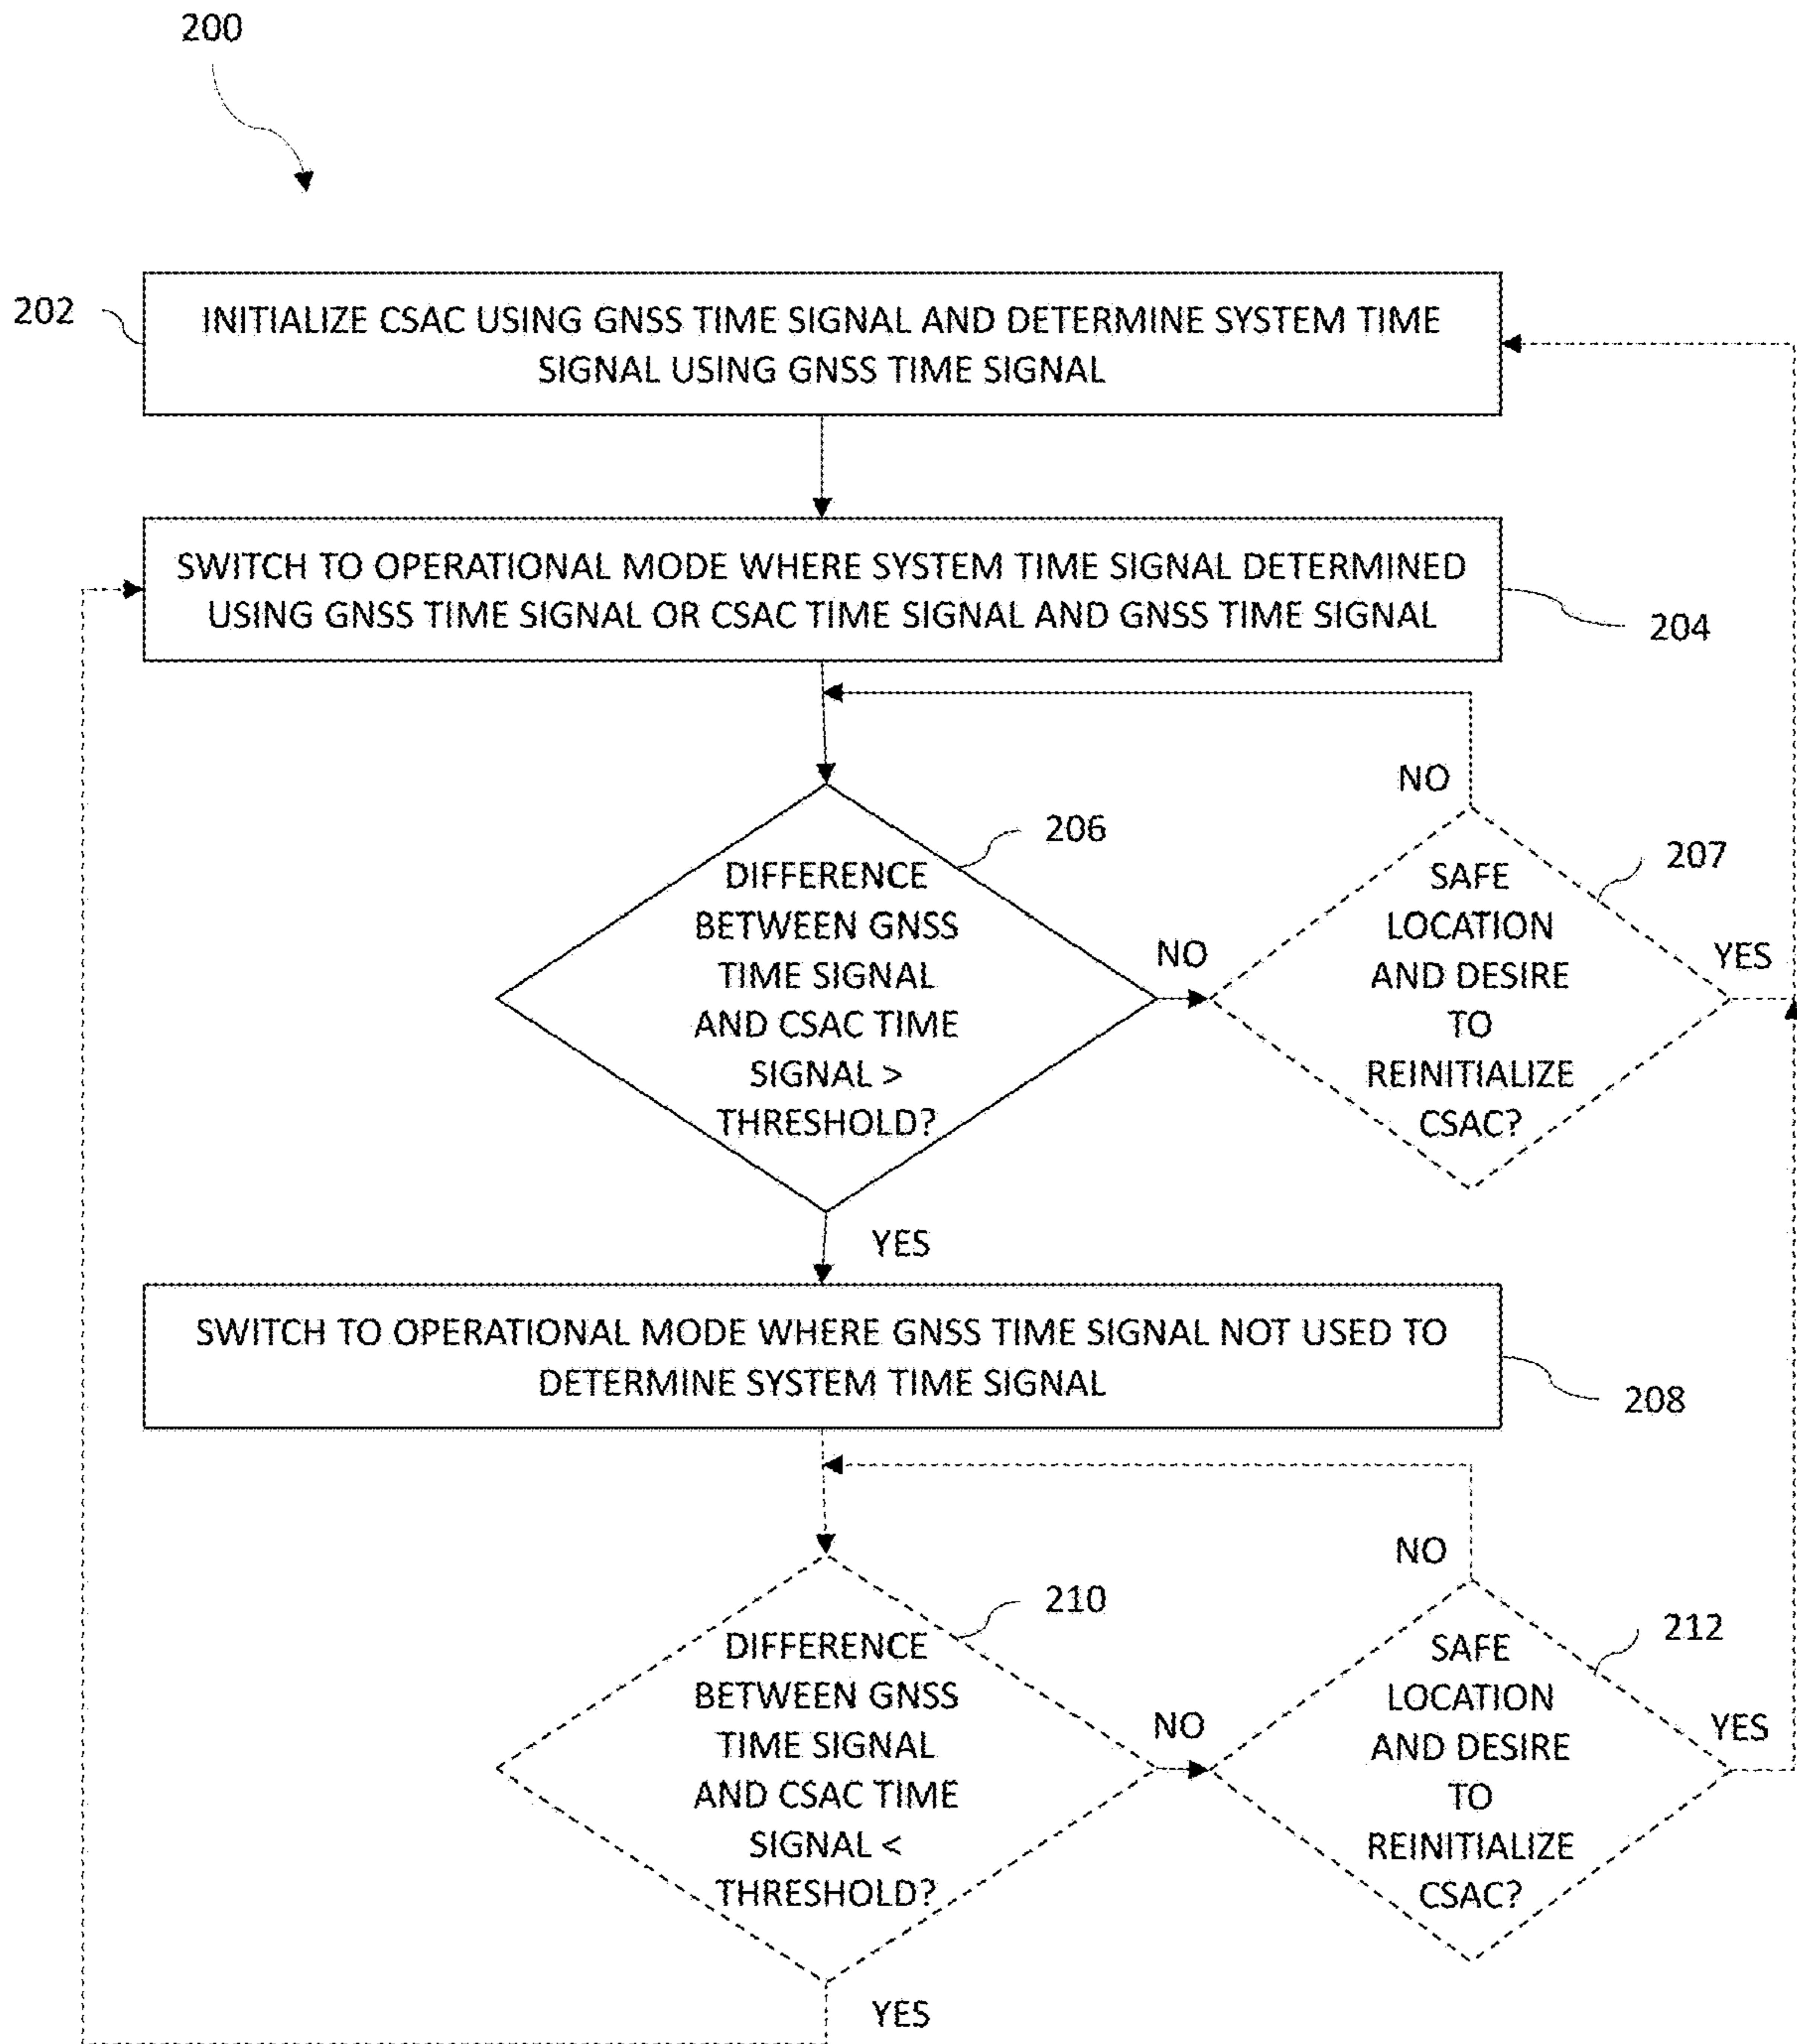 200
202
INITIALIZE CSAC USING GNSS TIME SIGNAL AND DETERMINE SYSTEM TIME
SIGNAL USING GNSS TIME SIGNAL
SWITCH TO OPERATIONAL MODE WHERE SYSTEM TIME SIGNAL DETERMINED
USING GNSS TIME SIGNAL OR CSAC TIME SIGNAL AND GNSS TIME SIGNAL
204
206
DIFFERENCE
BETWEEN GNSS
TIME SIGNAL
AND CSAC TIME
SIGNAL >
THRESHOLD?
NO
YES
NO
207
SAFE
LOCATION
AND DESIRE
TO
REINITIALIZE
CSAC?
YES
SWITCH TO OPERATIONAL MODE WHERE GNSS TIME SIGNAL NOT USED TO
DETERMINE SYSTEM TIME SIGNAL
208
210
DIFFERENCE
BETWEEN GNSS
TIME SIGNAL
AND CSAC TIME
SIGNAL <
THRESHOLD?
NO
YES
NO
212
SAFE
LOCATION
AND DESIRE
TO
REINITIALIZE
CSAC?
YES